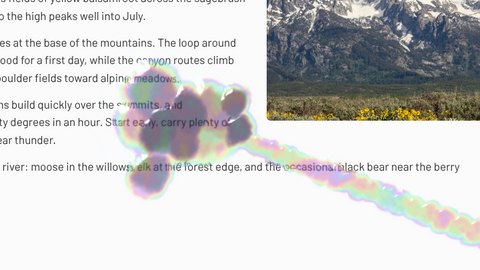 fields of yellow balsamroot across the sagebrush
o the high peaks well into July.
es at the base of the mountains. The loop around
ood for a first day, while the canyon routes climb
oulder fields toward alpine meadows.
ns build quickly over the summits, and
ty degrees in an hour. Start early, carry plenty of
ear thunder.
river: moose in the willows, elk at the forest edge, and the occasional black bear near the berry